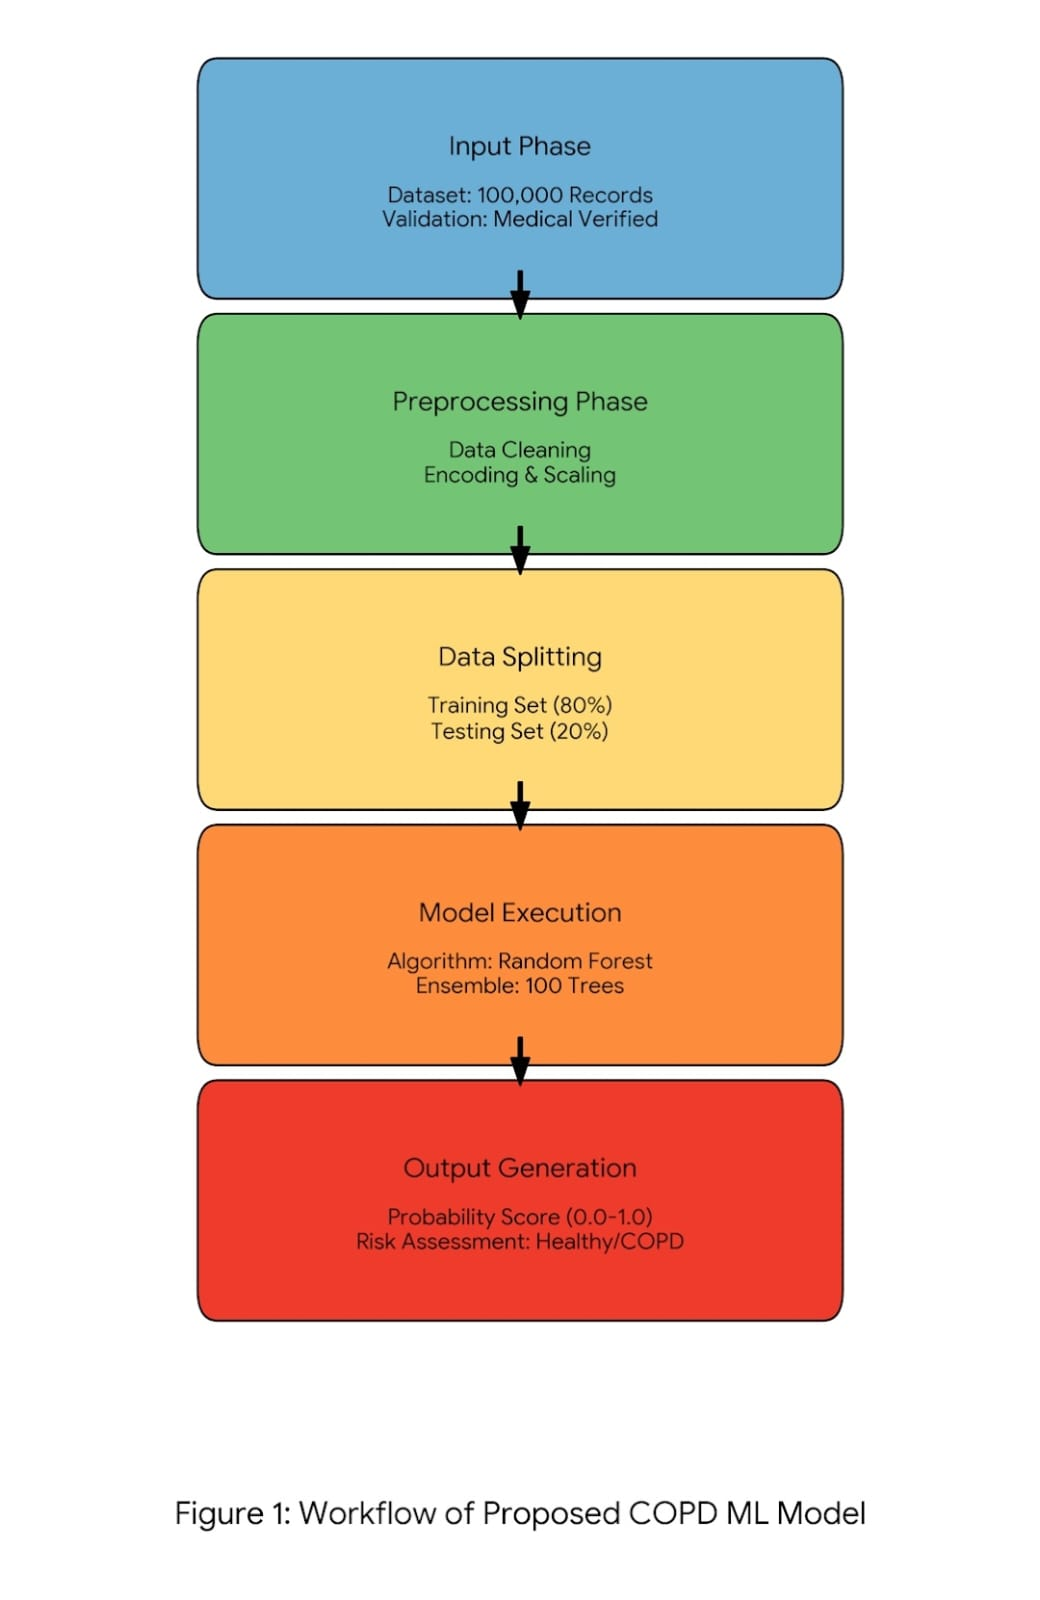 Input Phase
Dataset: 100,000 Records
Validation: Medical Verified
Preprocessing Phase
Data Cleaning
Encoding & Scaling
Data Splitting
Training Set (80%)
Testing Set (20%)
Model Execution
Algorithm: Random Forest
Ensemble: 100 Trees
Output Generation
Probability Score (0.0-1.0)
Risk Assessment: Healthy/COPD
Figure 1: Workflow of Proposed COPD ML Model